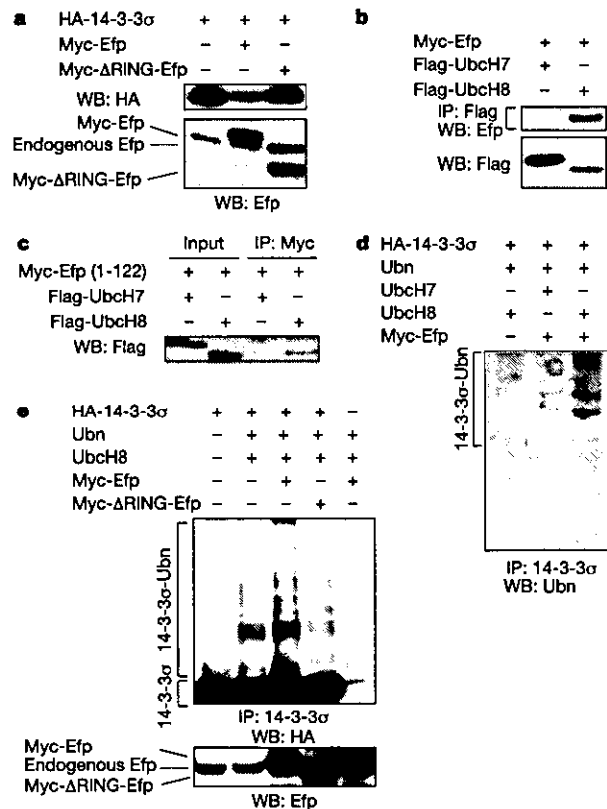 a
HA-14-3-3σ + + +
Myc-Efp − + −
Myc-ΔRING-Efp − − +
WB: HA
Myc-Efp
Endogenous Efp
Myc-ΔRING-Efp
WB: Efp
b
Myc-Efp + +
Flag-UbcH7 + −
Flag-UbcH8 − +
IP: Flag
WB: Efp
WB: Flag
c
Input IP: Myc
Myc-Efp (1-122) + + + +
Flag-UbcH7 + − + −
Flag-UbcH8 − + − +
WB: Flag
d
HA-14-3-3σ + + +
Ubn + + +
UbcH7 − + −
UbcH8 + − +
Myc-Efp − + +
14-3-3σ-Ubn
IP: 14-3-3σ
WB: Ubn
e
HA-14-3-3σ + + + + −
Ubn − + + + +
UbcH8 − + + + +
Myc-Efp − − + − +
Myc-ΔRING-Efp − − − + −
14-3-3σ-Ubn
14-3-3σ
IP: 14-3-3σ
WB: HA
Myc-Efp
Endogenous Efp
Myc-ΔRING-Efp
WB: Efp